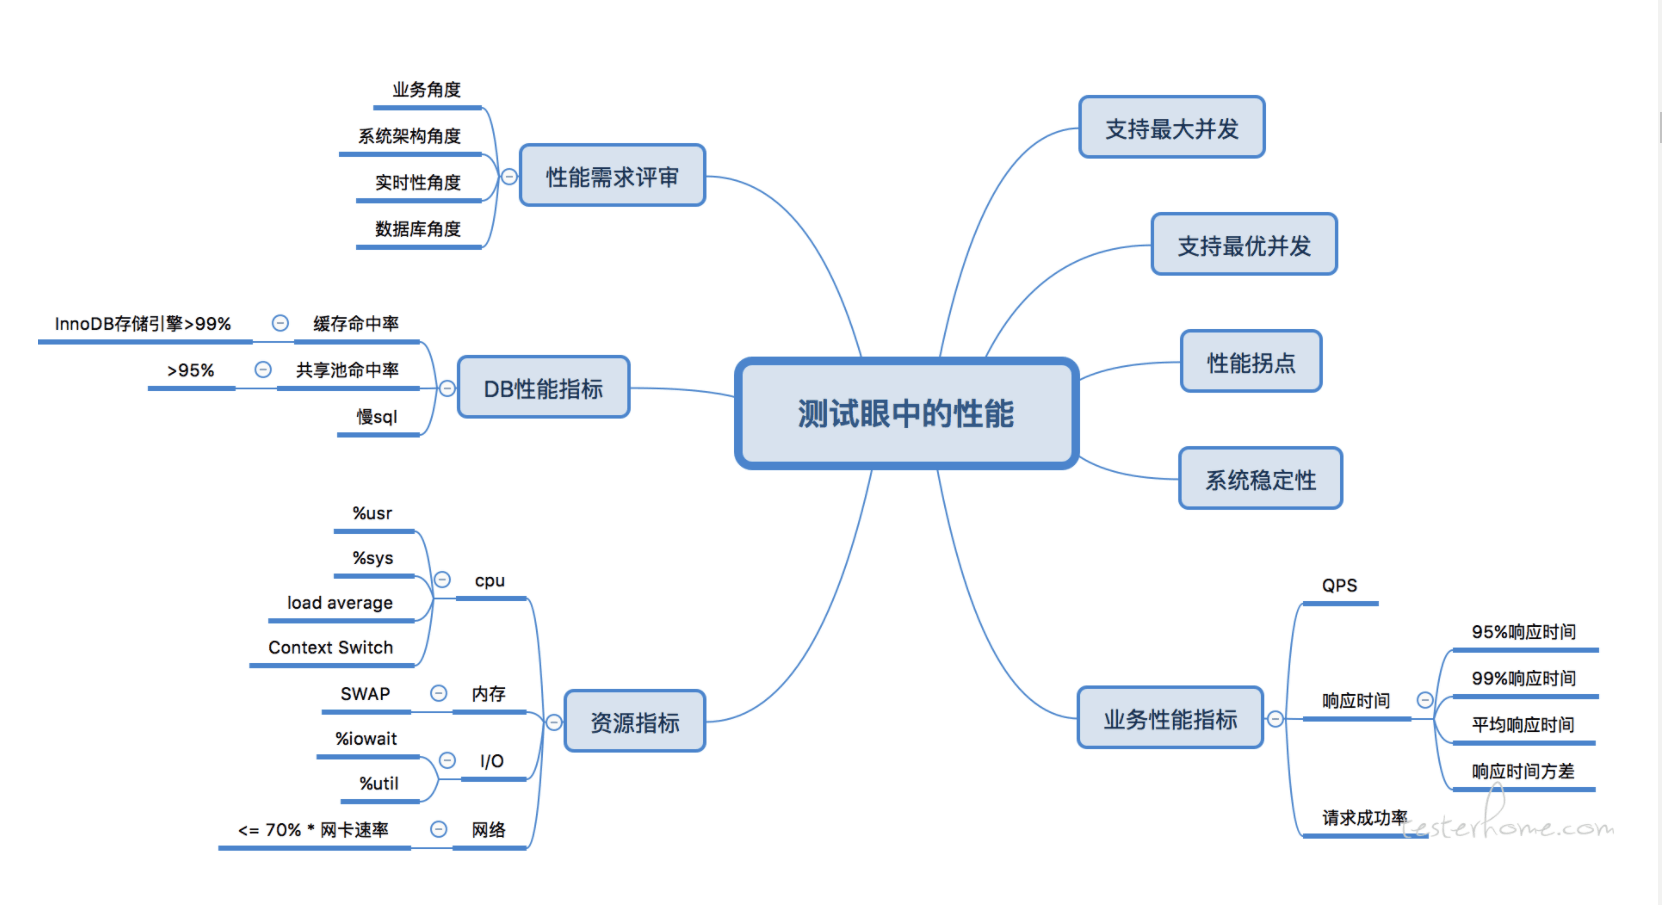 测试眼中的性能
性能需求评审
业务角度
系统架构角度
实时性角度
数据库角度
DB性能指标
缓存命中率
InnoDB存储引擎>99%
共享池命中率
>95%
慢sql
资源指标
cpu
%usr
%sys
load average
Context Switch
内存
SWAP
I/O
%iowait
%util
网络
<= 70% * 网卡速率
支持最大并发
支持最优并发
性能拐点
系统稳定性
业务性能指标
QPS
响应时间
95%响应时间
99%响应时间
平均响应时间
响应时间方差
请求成功率
testerhome.com